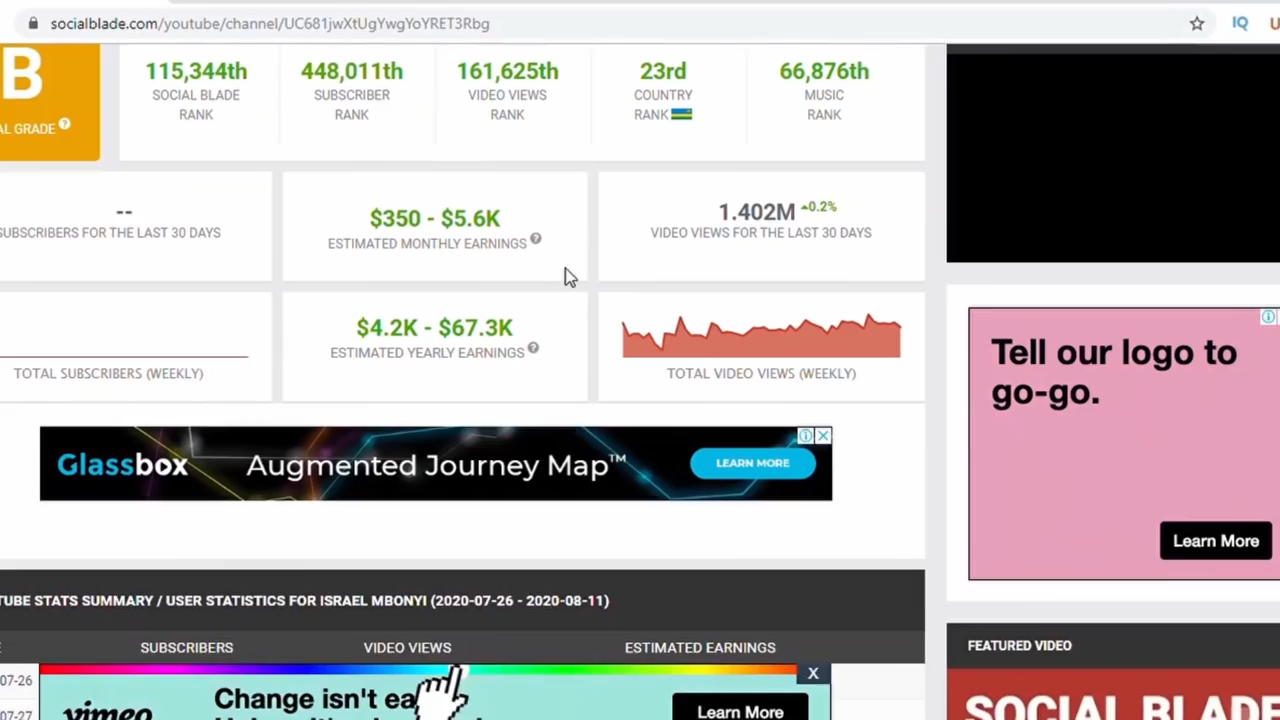 socialblade.com/youtube/channel/UC681jwXtUgYwgYoYRET3Rbg
IQ
B
AL GRADE ?
115,344th
SOCIAL BLADE
RANK
448,011th
SUBSCRIBER
RANK
161,625th
VIDEO VIEWS
RANK
23rd
COUNTRY
RANK
66,876th
MUSIC
RANK
--
SUBSCRIBERS FOR THE LAST 30 DAYS
$350 - $5.6K
ESTIMATED MONTHLY EARNINGS ?
1.402M 0.2%
VIDEO VIEWS FOR THE LAST 30 DAYS
TOTAL SUBSCRIBERS (WEEKLY)
$4.2K - $67.3K
ESTIMATED YEARLY EARNINGS ?
TOTAL VIDEO VIEWS (WEEKLY)
Glassbox
Augmented Journey Map™
LEARN MORE
Tell our logo to
go-go.
Learn More
TUBE STATS SUMMARY / USER STATISTICS FOR ISRAEL MBONYI (2020-07-26 - 2020-08-11)
SUBSCRIBERS
VIDEO VIEWS
ESTIMATED EARNINGS
07-26
07-27
vimeo
Change isn't ea
X
Learn More
FEATURED VIDEO
SOCIAL BLADE